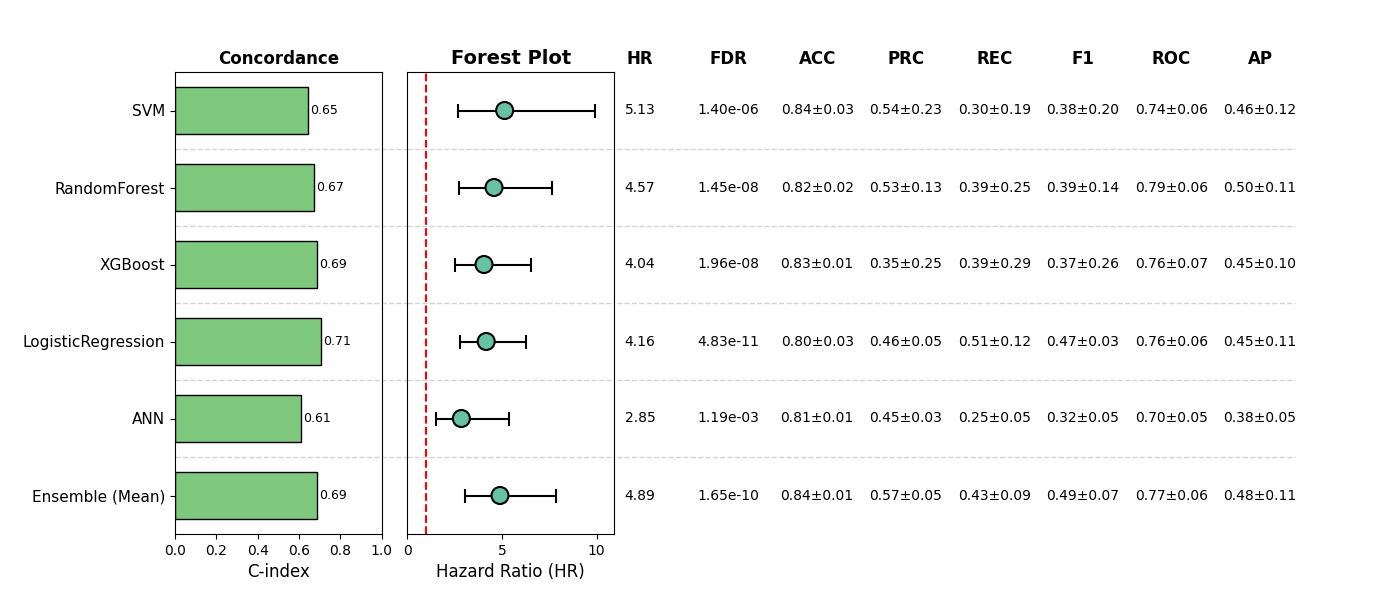 Concordance Forest Plot HR FDR ACC PRC REC F1 ROC AP
SVM 0.65 5.13 1.40e-06 0.84±0.03 0.54±0.23 0.30±0.19 0.38±0.20 0.74±0.06 0.46±0.12
RandomForest 0.67 4.57 1.45e-08 0.82±0.02 0.53±0.13 0.39±0.25 0.39±0.14 0.79±0.06 0.50±0.11
XGBoost 0.69 4.04 1.96e-08 0.83±0.01 0.35±0.25 0.39±0.29 0.37±0.26 0.76±0.07 0.45±0.10
LogisticRegression 0.71 4.16 4.83e-11 0.80±0.03 0.46±0.05 0.51±0.12 0.47±0.03 0.76±0.06 0.45±0.11
ANN 0.61 2.85 1.19e-03 0.81±0.01 0.45±0.03 0.25±0.05 0.32±0.05 0.70±0.05 0.38±0.05
Ensemble (Mean) 0.69 4.89 1.65e-10 0.84±0.01 0.57±0.05 0.43±0.09 0.49±0.07 0.77±0.06 0.48±0.11
0.0 0.2 0.4 0.6 0.8 1.0 0 5 10
C-index Hazard Ratio (HR)